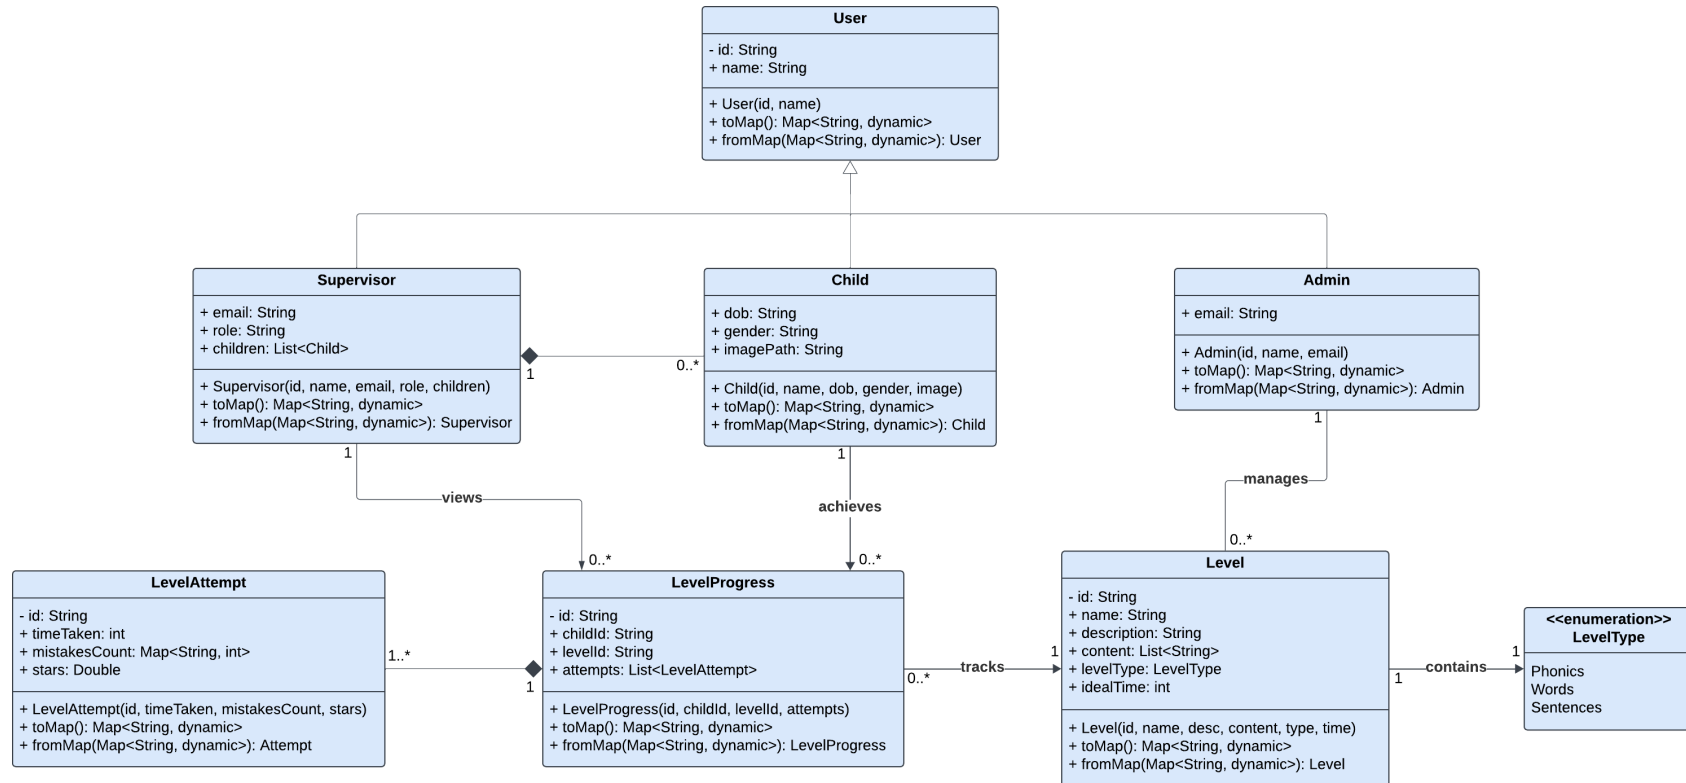 User
- id: String
+ name: String
+ User(id, name)
+ toMap(): Map<String, dynamic>
+ fromMap(Map<String, dynamic>): User
Supervisor
+ email: String
+ role: String
+ children: List<Child>
+ Supervisor(id, name, email, role, children)
+ toMap(): Map<String, dynamic>
+ fromMap(Map<String, dynamic>): Supervisor
1
0..*
Child
+ dob: String
+ gender: String
+ imagePath: String
+ Child(id, name, dob, gender, image)
+ toMap(): Map<String, dynamic>
+ fromMap(Map<String, dynamic>): Child
Admin
+ email: String
+ Admin(id, name, email)
+ toMap(): Map<String, dynamic>
+ fromMap(Map<String, dynamic>): Admin
1
views
0..*
1
achieves
0..*
1
manages
0..*
LevelAttempt
- id: String
+ timeTaken: int
+ mistakesCount: Map<String, int>
+ stars: Double
+ LevelAttempt(id, timeTaken, mistakesCount, stars)
+ toMap(): Map<String, dynamic>
+ fromMap(Map<String, dynamic>): Attempt
1..*
1
LevelProgress
- id: String
+ childId: String
+ levelId: String
+ attempts: List<LevelAttempt>
+ LevelProgress(id, childId, levelId, attempts)
+ toMap(): Map<String, dynamic>
+ fromMap(Map<String, dynamic>): LevelProgress
0..*
tracks
1
Level
- id: String
+ name: String
+ description: String
+ content: List<String>
+ levelType: LevelType
+ idealTime: int
+ Level(id, name, desc, content, type, time)
+ toMap(): Map<String, dynamic>
+ fromMap(Map<String, dynamic>): Level
1
contains
1
<<enumeration>>
LevelType
Phonics
Words
Sentences